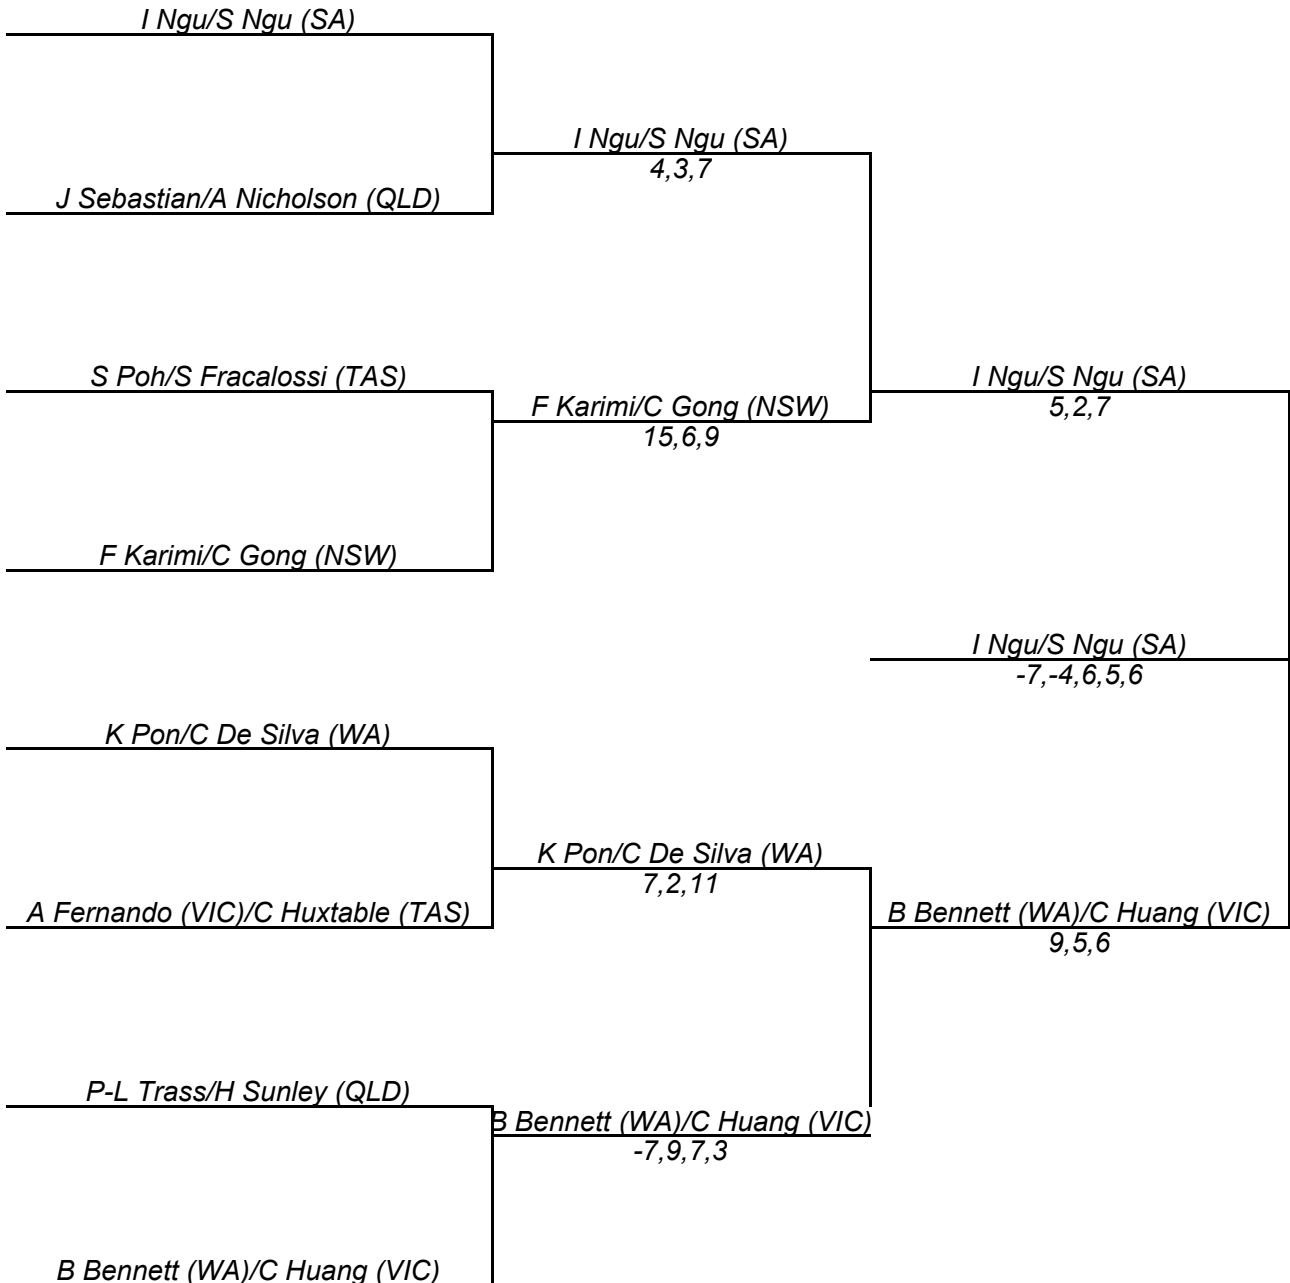 I Ngu/S Ngu (SA)
I Ngu/S Ngu (SA)
4,3,7
J Sebastian/A Nicholson (QLD)
S Poh/S Fracalossi (TAS)
I Ngu/S Ngu (SA)
5,2,7
F Karimi/C Gong (NSW)
15,6,9
F Karimi/C Gong (NSW)
I Ngu/S Ngu (SA)
-7,-4,6,5,6
K Pon/C De Silva (WA)
K Pon/C De Silva (WA)
7,2,11
A Fernando (VIC)/C Huxtable (TAS)
B Bennett (WA)/C Huang (VIC)
9,5,6
P-L Trass/H Sunley (QLD)
B Bennett (WA)/C Huang (VIC)
-7,9,7,3
B Bennett (WA)/C Huang (VIC)